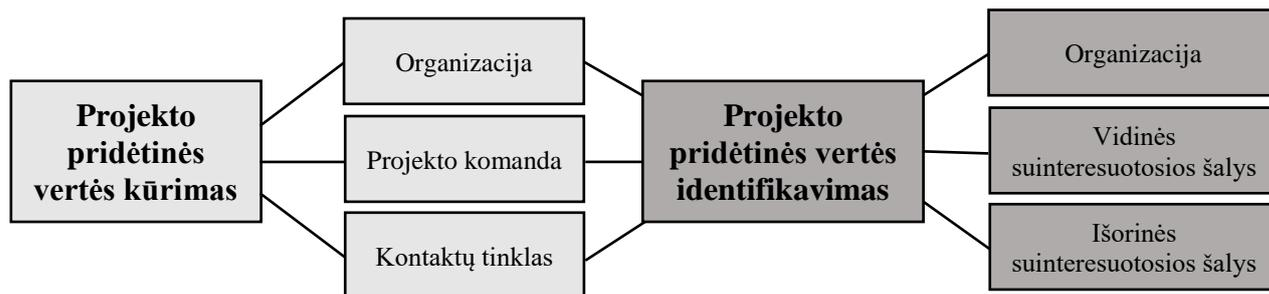 Projekto
pridėtinės
vertės kūrimas
Organizacija
Projekto komanda
Kontaktų tinklas
Projekto
pridėtinės vertės
identifikavimas
Organizacija
Vidinės
suinteresuotosios šalys
Išorinės
suinteresuotosios šalys